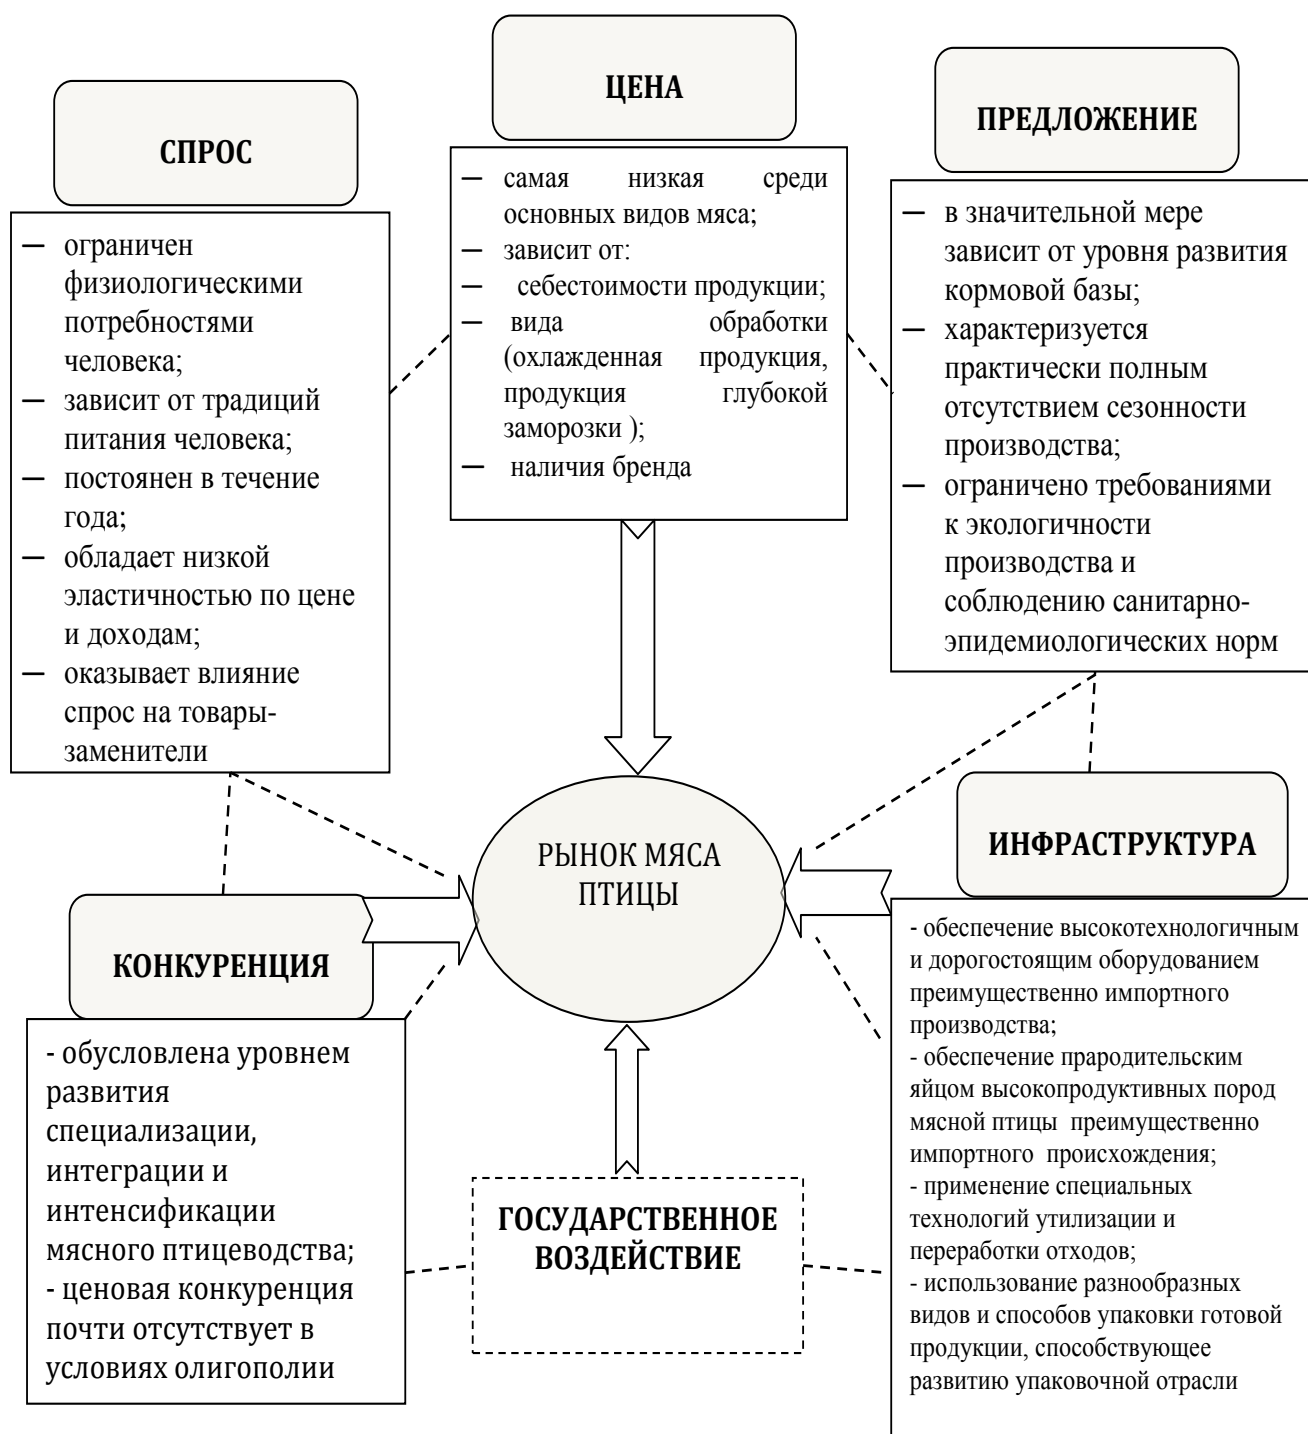 СПРОС
— ограничен
физиологическими
потребностями
человека;
— зависит от традиций
питания человека;
— постоянен в течение
года;
— обладает низкой
эластичностью по цене
и доходам;
— оказывает влияние
спрос на товары-
заменители
ЦЕНА
— самая низкая среди
основных видов мяса;
— зависит от:
— себестоимости продукции;
— вида обработки
(охлажденная продукция,
продукция глубокой
заморозки );
— наличия бренда
ПРЕДЛОЖЕНИЕ
— в значительной мере
зависит от уровня развития
кормовой базы;
— характеризуется
практически полным
отсутствием сезонности
производства;
— ограничено требованиями
к экологичности
производства и
соблюдению санитарно-
эпидемиологических норм
РЫНОК МЯСА
ПТИЦЫ
КОНКУРЕНЦИЯ
- обусловлена уровнем
развития
специализации,
интеграции и
интенсификации
мясного птицеводства;
- ценовая конкуренция
почти отсутствует в
условиях олигополии
ГОСУДАРСТВЕННОЕ
ВОЗДЕЙСТВИЕ
ИНФРАСТРУКТУРА
- обеспечение высокотехнологичным
и дорогостоящим оборудованием
преимущественно импортного
производства;
- обеспечение прародительским
яйцом высокопродуктивных пород
мясной птицы преимущественно
импортного происхождения;
- применение специальных
технологий утилизации и
переработки отходов;
- использование разнообразных
видов и способов упаковки готовой
продукции, способствующее
развитию упаковочной отрасли